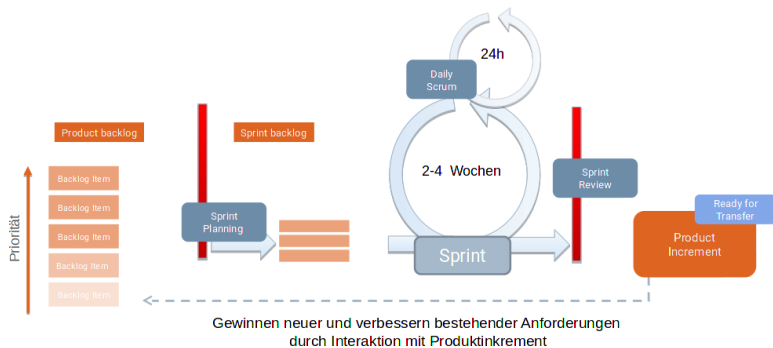 24h
Daily
Scrum
Product backlog
Sprint backlog
2-4 Wochen
Priorität
Backlog Item
Backlog Item
Backlog Item
Backlog Item
Backlog Item
Sprint
Planning
Sprint
Review
Sprint
Ready for
Transfer
Product
Increment
Gewinnen neuer und verbessern bestehender Anforderungen
durch Interaktion mit Produktinkrement